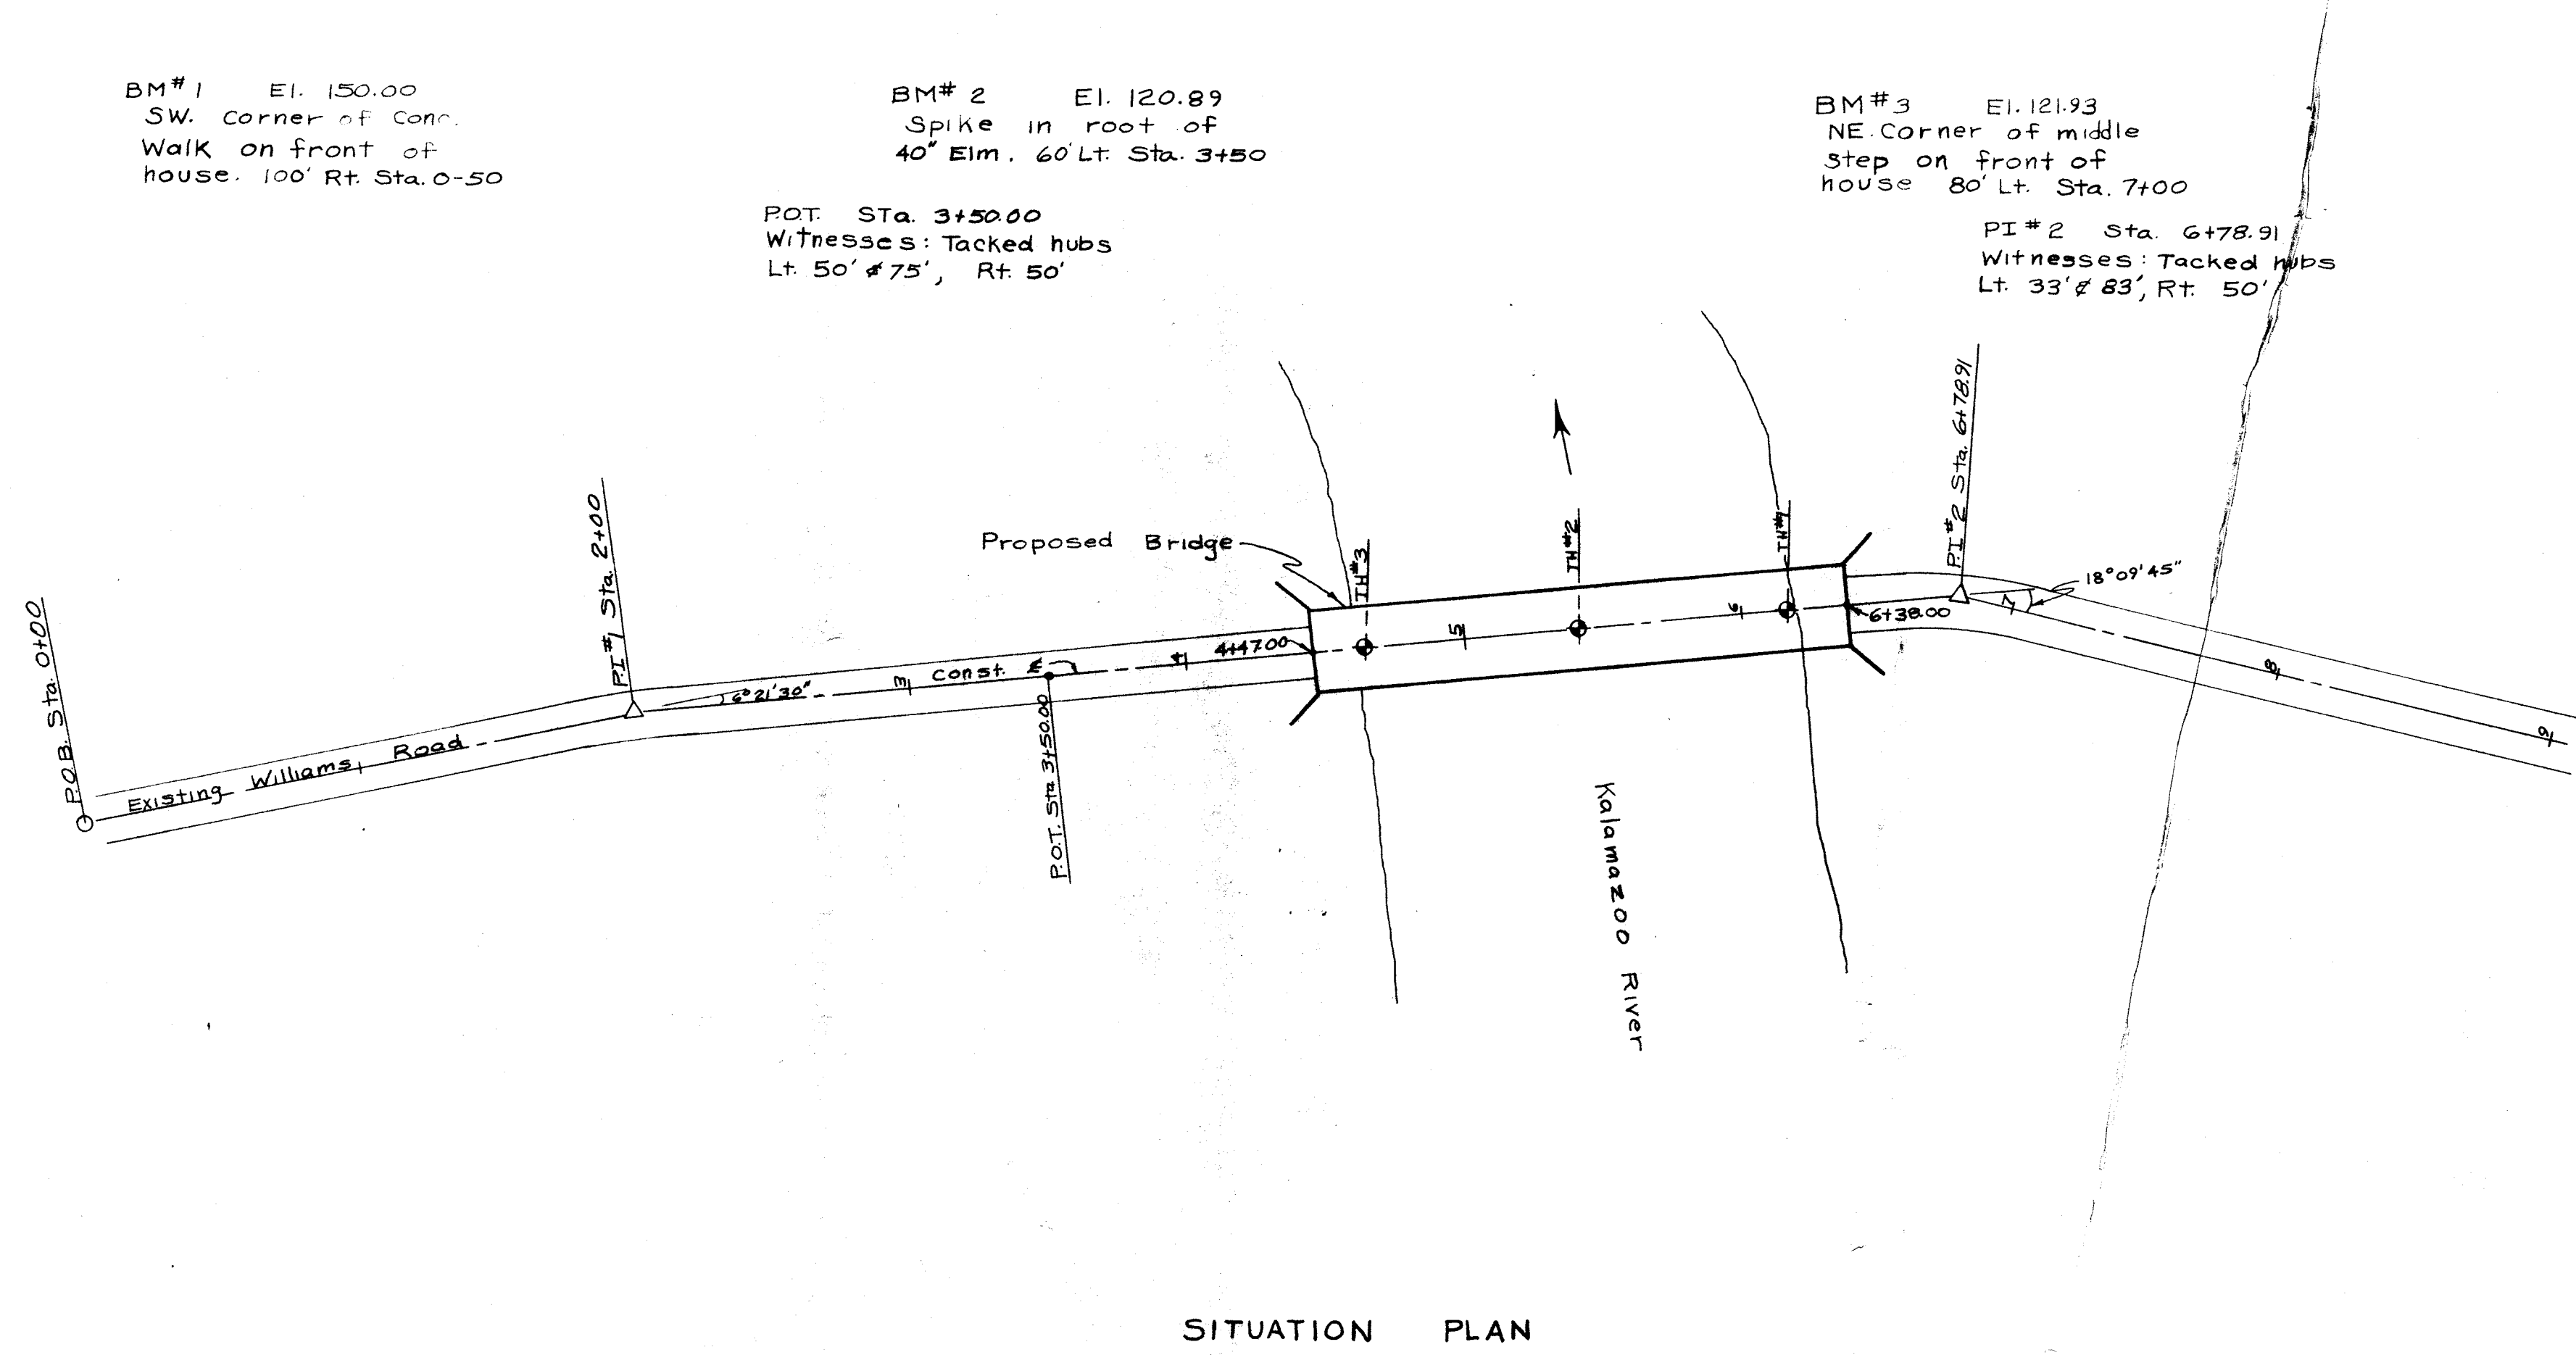 BM# 1 El. 150.00
SW. Corner of Conc.
Walk on front of
house. 100' Rt. Sta. 0-50
BM# 2 El. 120.89
Spike in root of
40" Elm. 60' Lt. Sta. 3+50
P.O.T. STa. 3+50.00
Witnesses: Tacked hubs
Lt. 50' & 75', Rt. 50'
BM#3 El. 121.93
NE. Corner of middle
step on front of
house 80' Lt. Sta. 7+00
PI #2 Sta. 6+78.91
Witnesses: Tacked hubs
Lt. 33' & 83', Rt. 50'
P.O.B. Sta. 0+00
P.I #1 Sta. 2+00
Proposed Bridge
TH#3
TH#2
TH#1
P.I #2 Sta. 6+78.91
18°09'45"
Existing Williams Road
6°21'30"
3
Const. ℄
4
4+47.00
5
6
6+38.00
7
8
9
P.O.T. Sta 3+50.00
Kalamazoo River
SITUATION PLAN